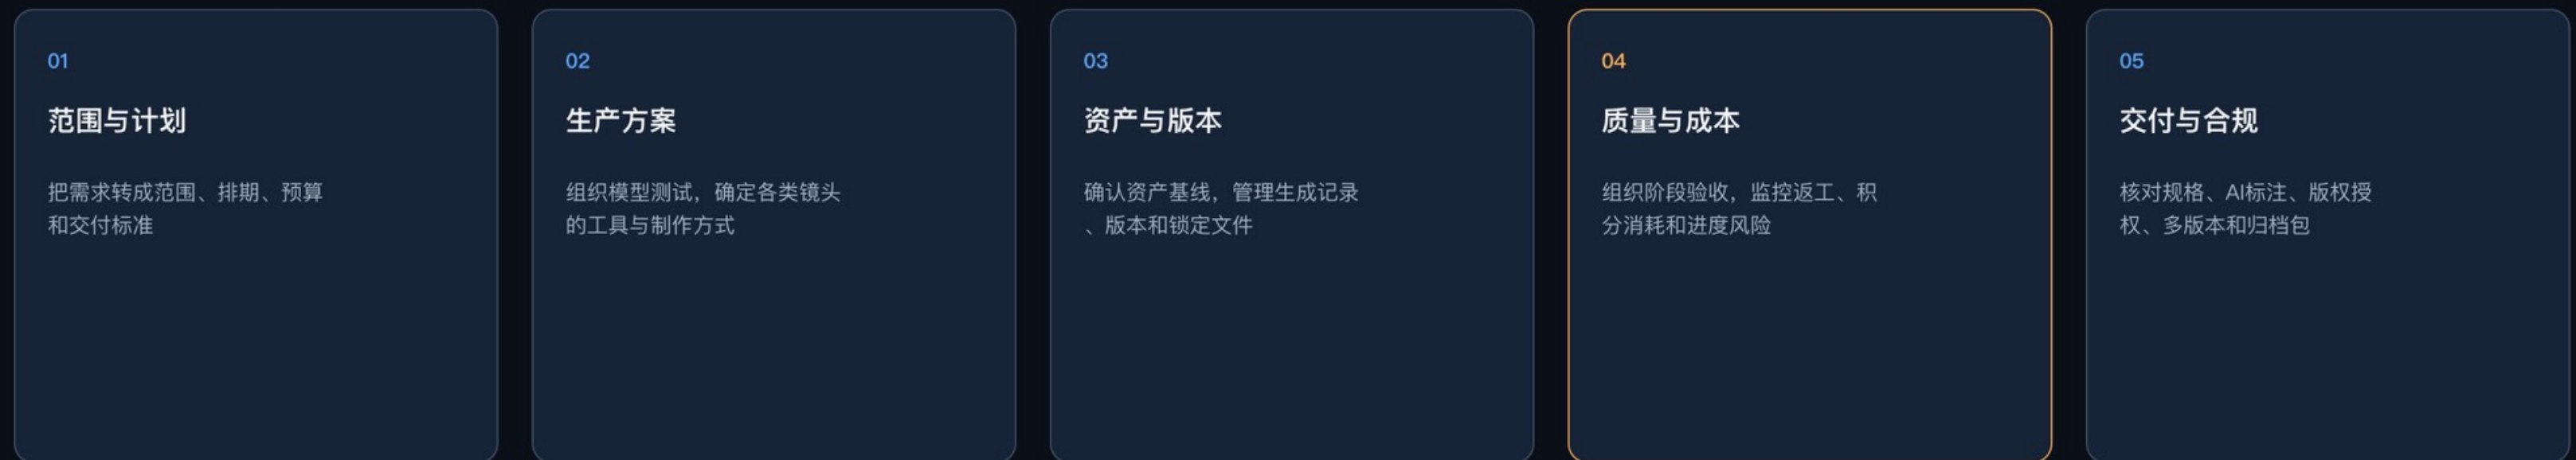 01
范围与计划
把需求转成范围、排期、预算
和交付标准
02
生产方案
组织模型测试，确定各类镜头
的工具与制作方式
03
资产与版本
确认资产基线，管理生成记录
、版本和锁定文件
04
质量与成本
组织阶段验收，监控返工、积
分消耗和进度风险
05
交付与合规
核对规格、AI标注、版权授
权、多版本和归档包